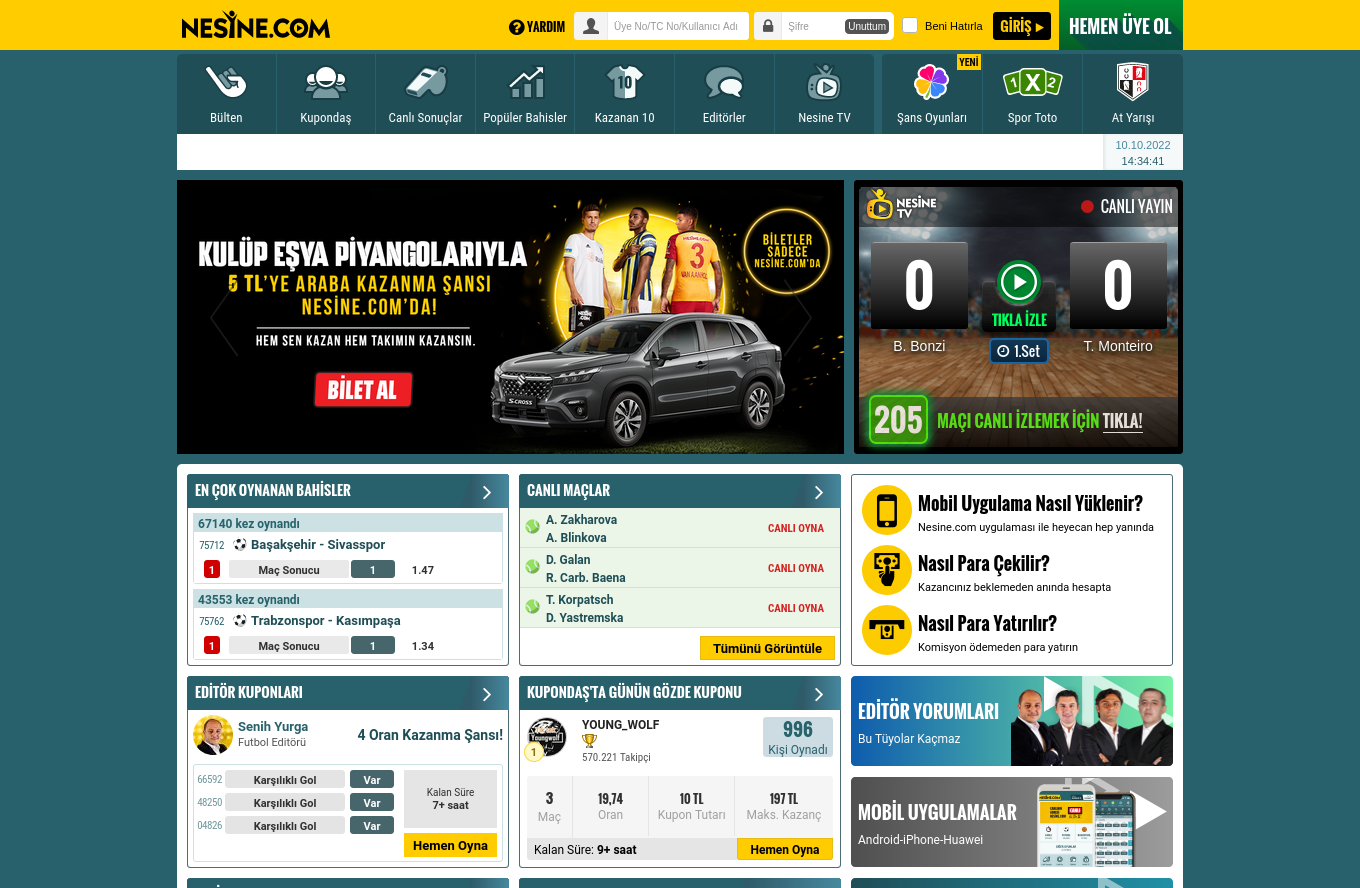 NESİNE.COM
YARDIM
Üye No/TC No/Kullanıcı Adı
Şifre
Unuttum
Beni Hatırla
GİRİŞ
HEMEN ÜYE OL
Bülten
Kupondaş
Canlı Sonuçlar
Popüler Bahisler
10
Kazanan 10
Editörler
Nesine TV
YENİ
Şans Oyunları
1 X 2
Spor Toto
At Yarışı
10.10.2022
14:34:41
KULÜP EŞYA PİYANGOLARIYLA
5 TL'YE ARABA KAZANMA ŞANSI
NESİNE.COM'DA!
HEM SEN KAZAN HEM TAKIMIN KAZANSIN.
BİLET AL
BİLETLER
SADECE
NESİNE.COM'DA
3
S-CROSS
NESİNE
TV
CANLI YAYIN
0
0
TIKLA İZLE
B. Bonzi
1.Set
T. Monteiro
205
MAÇI CANLI İZLEMEK İÇİN TIKLA!
EN ÇOK OYNANAN BAHİSLER
67140 kez oynandı
75712
Başakşehir - Sivasspor
1
Maç Sonucu
1
1.47
43553 kez oynandı
75762
Trabzonspor - Kasımpaşa
1
Maç Sonucu
1
1.34
CANLI MAÇLAR
A. Zakharova
A. Blinkova
CANLI OYNA
D. Galan
R. Carb. Baena
CANLI OYNA
T. Korpatsch
D. Yastremska
CANLI OYNA
Tümünü Görüntüle
Mobil Uygulama Nasıl Yüklenir?
Nesine.com uygulaması ile heyecan hep yanında
Nasıl Para Çekilir?
Kazancınız beklemeden anında hesapta
Nasıl Para Yatırılır?
Komisyon ödemeden para yatırın
EDİTÖR KUPONLARI
Senih Yurga
Futbol Editörü
4 Oran Kazanma Şansı!
66592
Karşılıklı Gol
Var
48250
Karşılıklı Gol
Var
04826
Karşılıklı Gol
Var
Kalan Süre
7+ saat
Hemen Oyna
KUPONDAŞ'TA GÜNÜN GÖZDE KUPONU
Youngwolf
1
YOUNG_WOLF
570.221 Takipçi
996
Kişi Oynadı
3
Maç
19,74
Oran
10 TL
Kupon Tutarı
197 TL
Maks. Kazanç
Kalan Süre: 9+ saat
Hemen Oyna
EDİTÖR YORUMLARI
Bu Tüyolar Kaçmaz
MOBİL UYGULAMALAR
Android-iPhone-Huawei